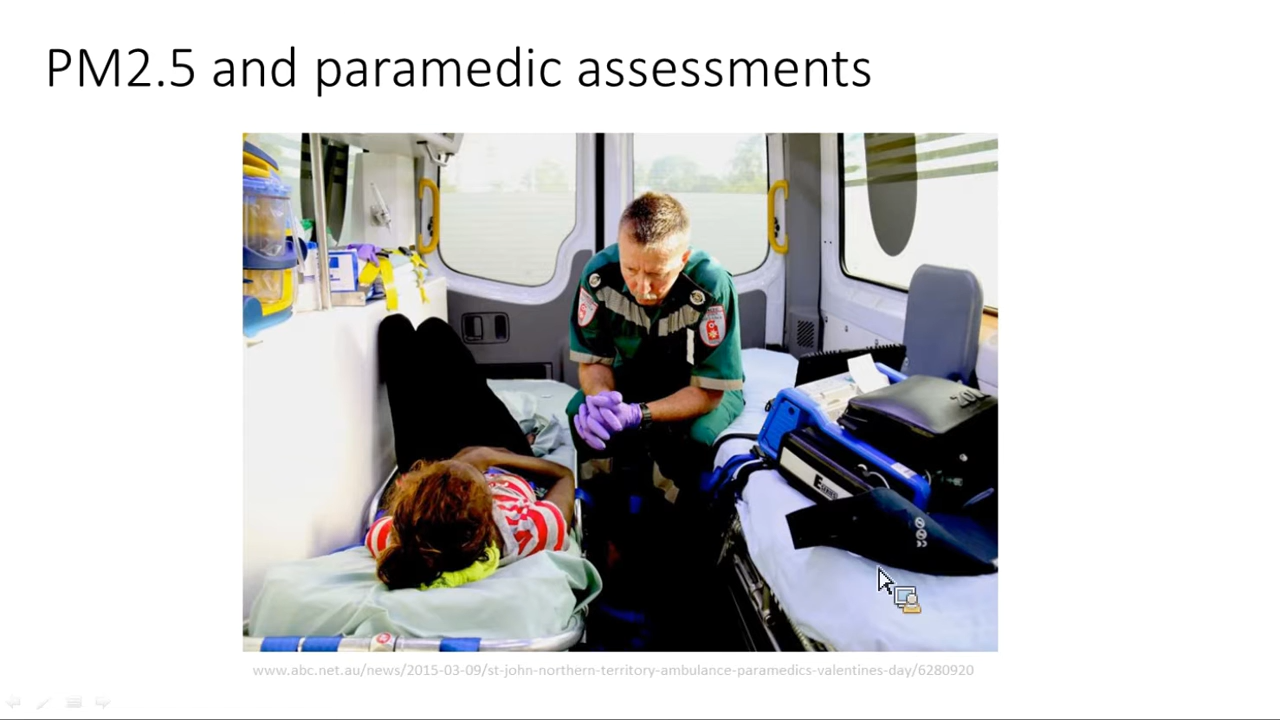 PM2.5 and paramedic assessments
www.abc.net.au/news/2015-03-09/st-john-northern-territory-ambulance-paramedics-valentines-day/6280920